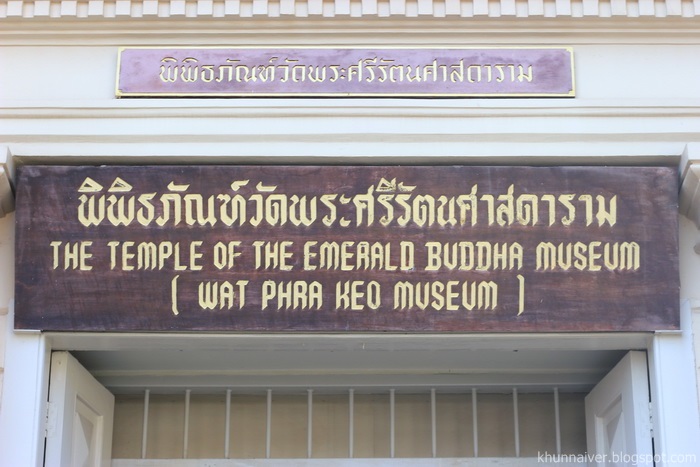 พิพิธภัณฑ์วัดพระศรีรัตนศาสดาราม
พิพิธภัณฑ์วัดพระศรีรัตนศาสดาราม
THE TEMPLE OF THE EMERALD BUDDHA MUSEUM
( WAT PHRA KEO MUSEUM )
khunnaiver.blogspot.com